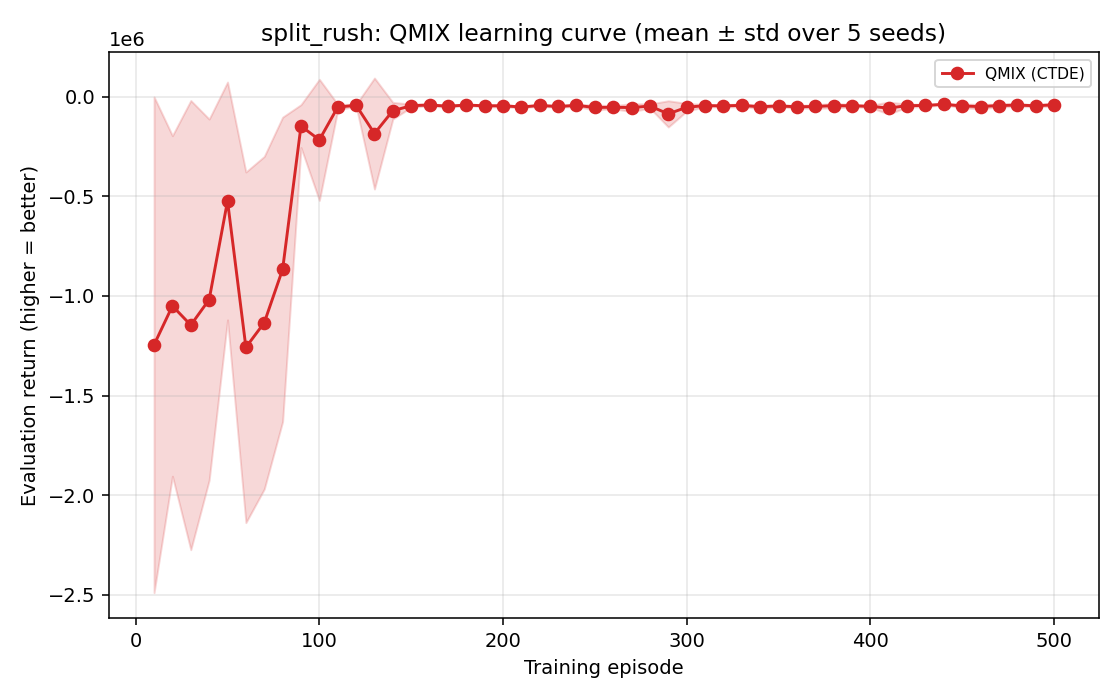 split_rush: QMIX learning curve (mean ± std over 5 seeds)
1e6
QMIX (CTDE)
Evaluation return (higher = better)
0.0
−0.5
−1.0
−1.5
−2.0
−2.5
0 100 200 300 400 500
Training episode